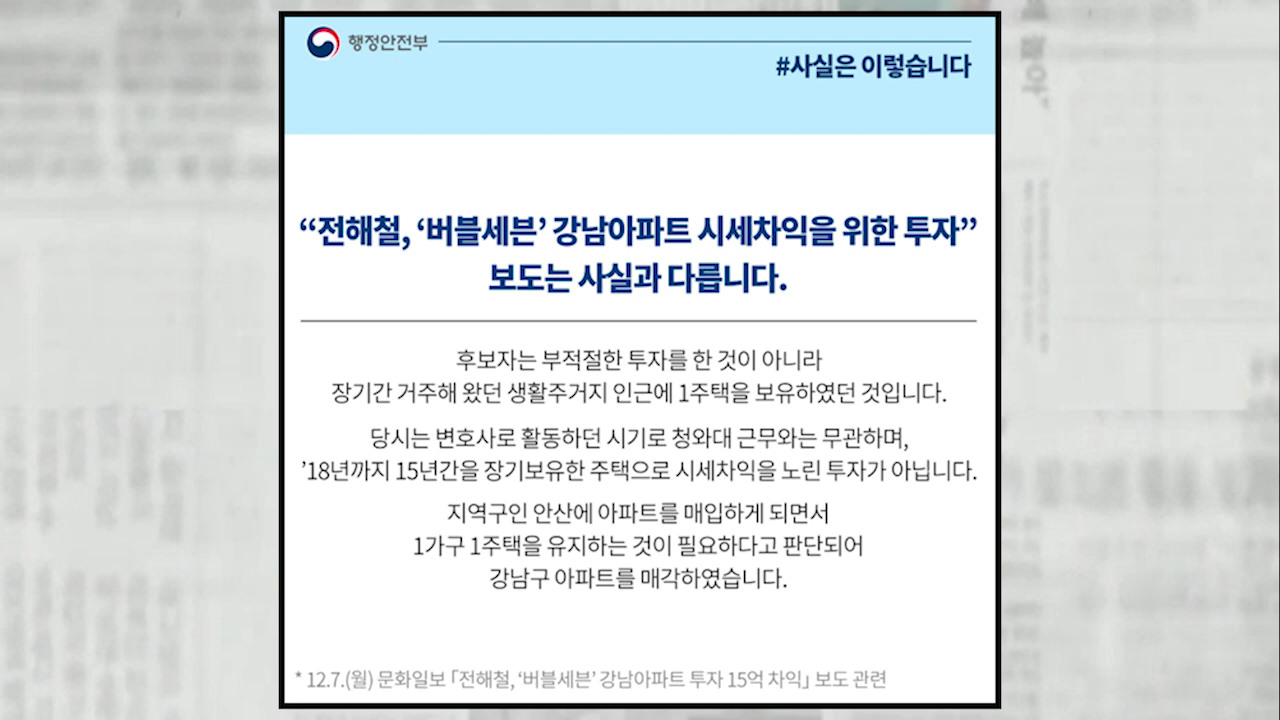 행정안전부
#사실은 이렇습니다
“전해철, ‘버블세븐’ 강남아파트 시세차익을 위한 투자”
보도는 사실과 다릅니다.
후보자는 부적절한 투자를 한 것이 아니라
장기간 거주해 왔던 생활주거지 인근에 1주택을 보유하였던 것입니다.
당시는 변호사로 활동하던 시기로 청와대 근무와는 무관하며,
’18년까지 15년간을 장기보유한 주택으로 시세차익을 노린 투자가 아닙니다.
지역구인 안산에 아파트를 매입하게 되면서
1가구 1주택을 유지하는 것이 필요하다고 판단되어
강남구 아파트를 매각하였습니다.
* 12.7.(월) 문화일보 「전해철, ‘버블세븐’ 강남아파트 투자 15억 차익」 보도 관련